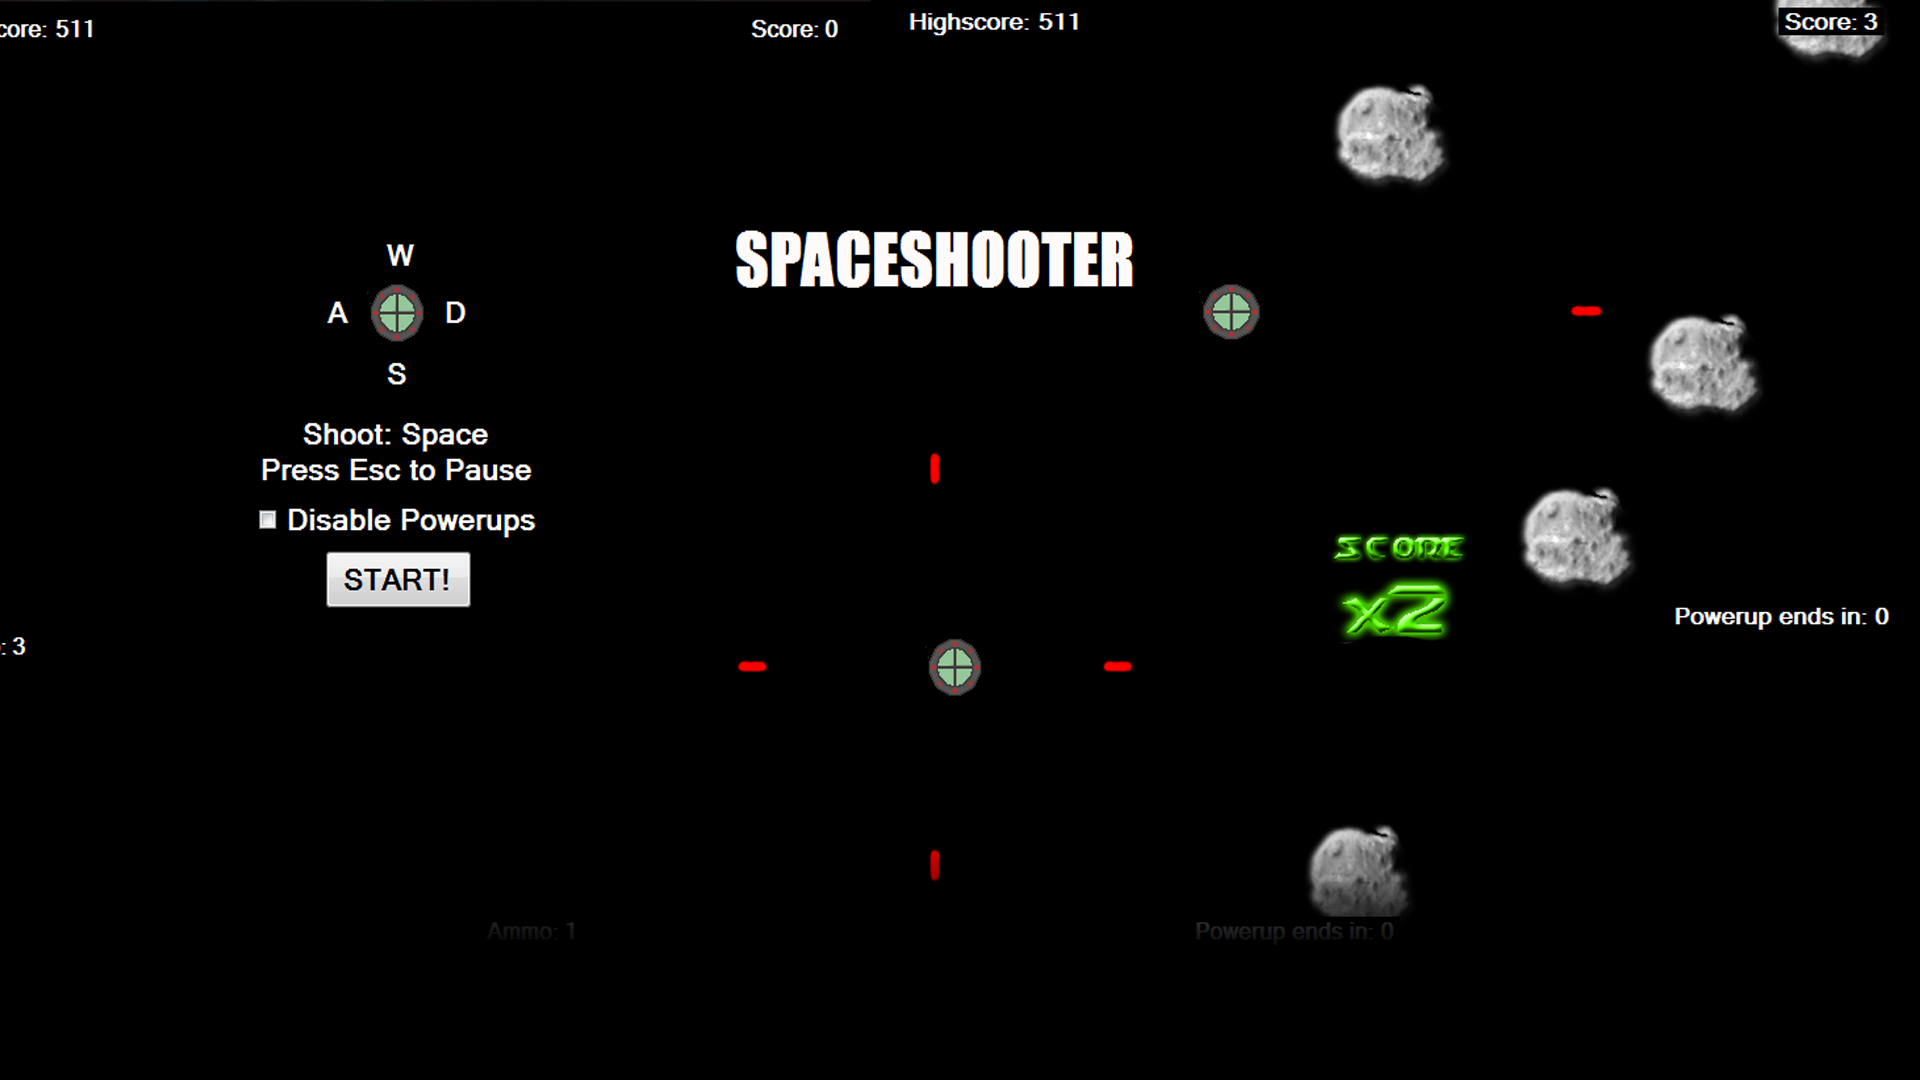 core: 511
Score: 0
Highscore: 511
Score: 3
SPACESHOOTER
W
A
D
S
Shoot: Space
Press Esc to Pause
Disable Powerups
START!
SCORE
x2
Powerup ends in: 0
: 3
Ammo: 1
Powerup ends in: 0